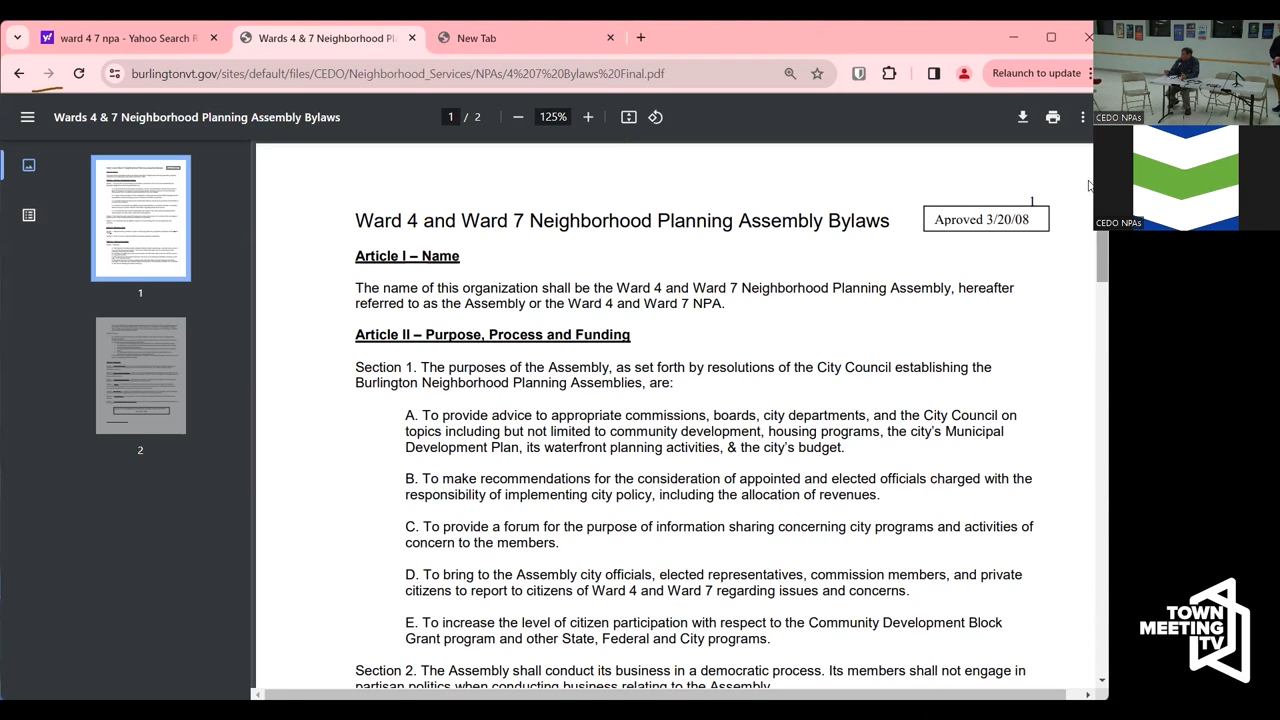 ward 4 7 npa - Yahoo Search R
Wards 4 & 7 Neighborhood Pl
New Tab
burlingtonvt.gov/sites/default/files/CEDO/Neighborhood_Services/NPAs/4%207%20Bylaws%20Final.pdf
Relaunch to update
Wards 4 & 7 Neighborhood Planning Assembly Bylaws
1 / 2
125%
CEDO NPAs
CEDO NPAs
1
2
1
Ward 4 and Ward 7 Neighborhood Planning Assembly Bylaws
Aproved 3/20/08
Article I – Name
The name of this organization shall be the Ward 4 and Ward 7 Neighborhood Planning Assembly, hereafter
referred to as the Assembly or the Ward 4 and Ward 7 NPA.
Article II – Purpose, Process and Funding
Section 1. The purposes of the Assembly, as set forth by resolutions of the City Council establishing the
Burlington Neighborhood Planning Assemblies, are:
A. To provide advice to appropriate commissions, boards, city departments, and the City Council on
topics including but not limited to community development, housing programs, the city's Municipal
Development Plan, its waterfront planning activities, & the city's budget.
B. To make recommendations for the consideration of appointed and elected officials charged with the
responsibility of implementing city policy, including the allocation of revenues.
C. To provide a forum for the purpose of information sharing concerning city programs and activities of
concern to the members.
D. To bring to the Assembly city officials, elected representatives, commission members, and private
citizens to report to citizens of Ward 4 and Ward 7 regarding issues and concerns.
E. To increase the level of citizen participation with respect to the Community Development Block
Grant program and other State, Federal and City programs.
Section 2. The Assembly shall conduct its business in a democratic process. Its members shall not engage in
partisan politics when conducting business relating to the Assembly.
TOWN
MEETING
TV